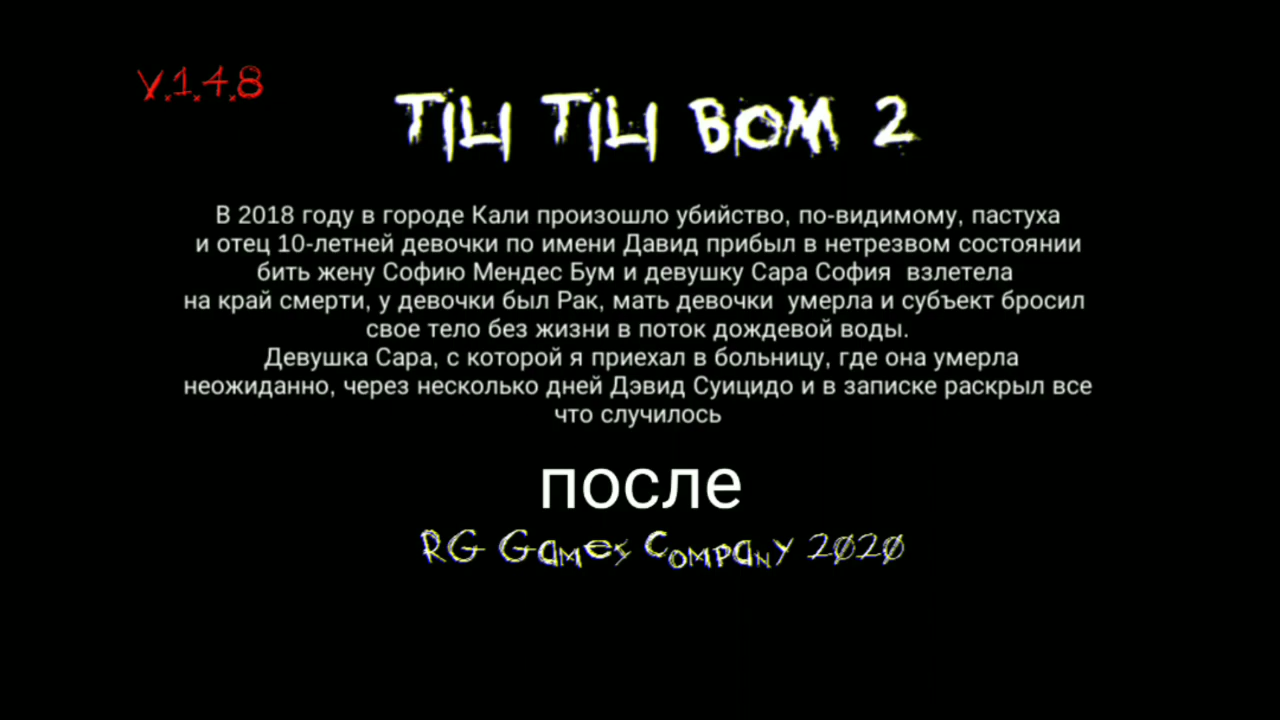 V.1.4.8
TILI TILI BOM 2
В 2018 году в городе Кали произошло убийство, по-видимому, пастуха
и отец 10-летней девочки по имени Давид прибыл в нетрезвом состоянии
бить жену Софию Мендес Бум и девушку Сара София взлетела
на край смерти, у девочки был Рак, мать девочки умерла и субъект бросил
свое тело без жизни в поток дождевой воды.
Девушка Сара, с которой я приехал в больницу, где она умерла
неожиданно, через несколько дней Дэвид Суицидо и в записке раскрыл все
что случилось
после
RG Games Company 2020